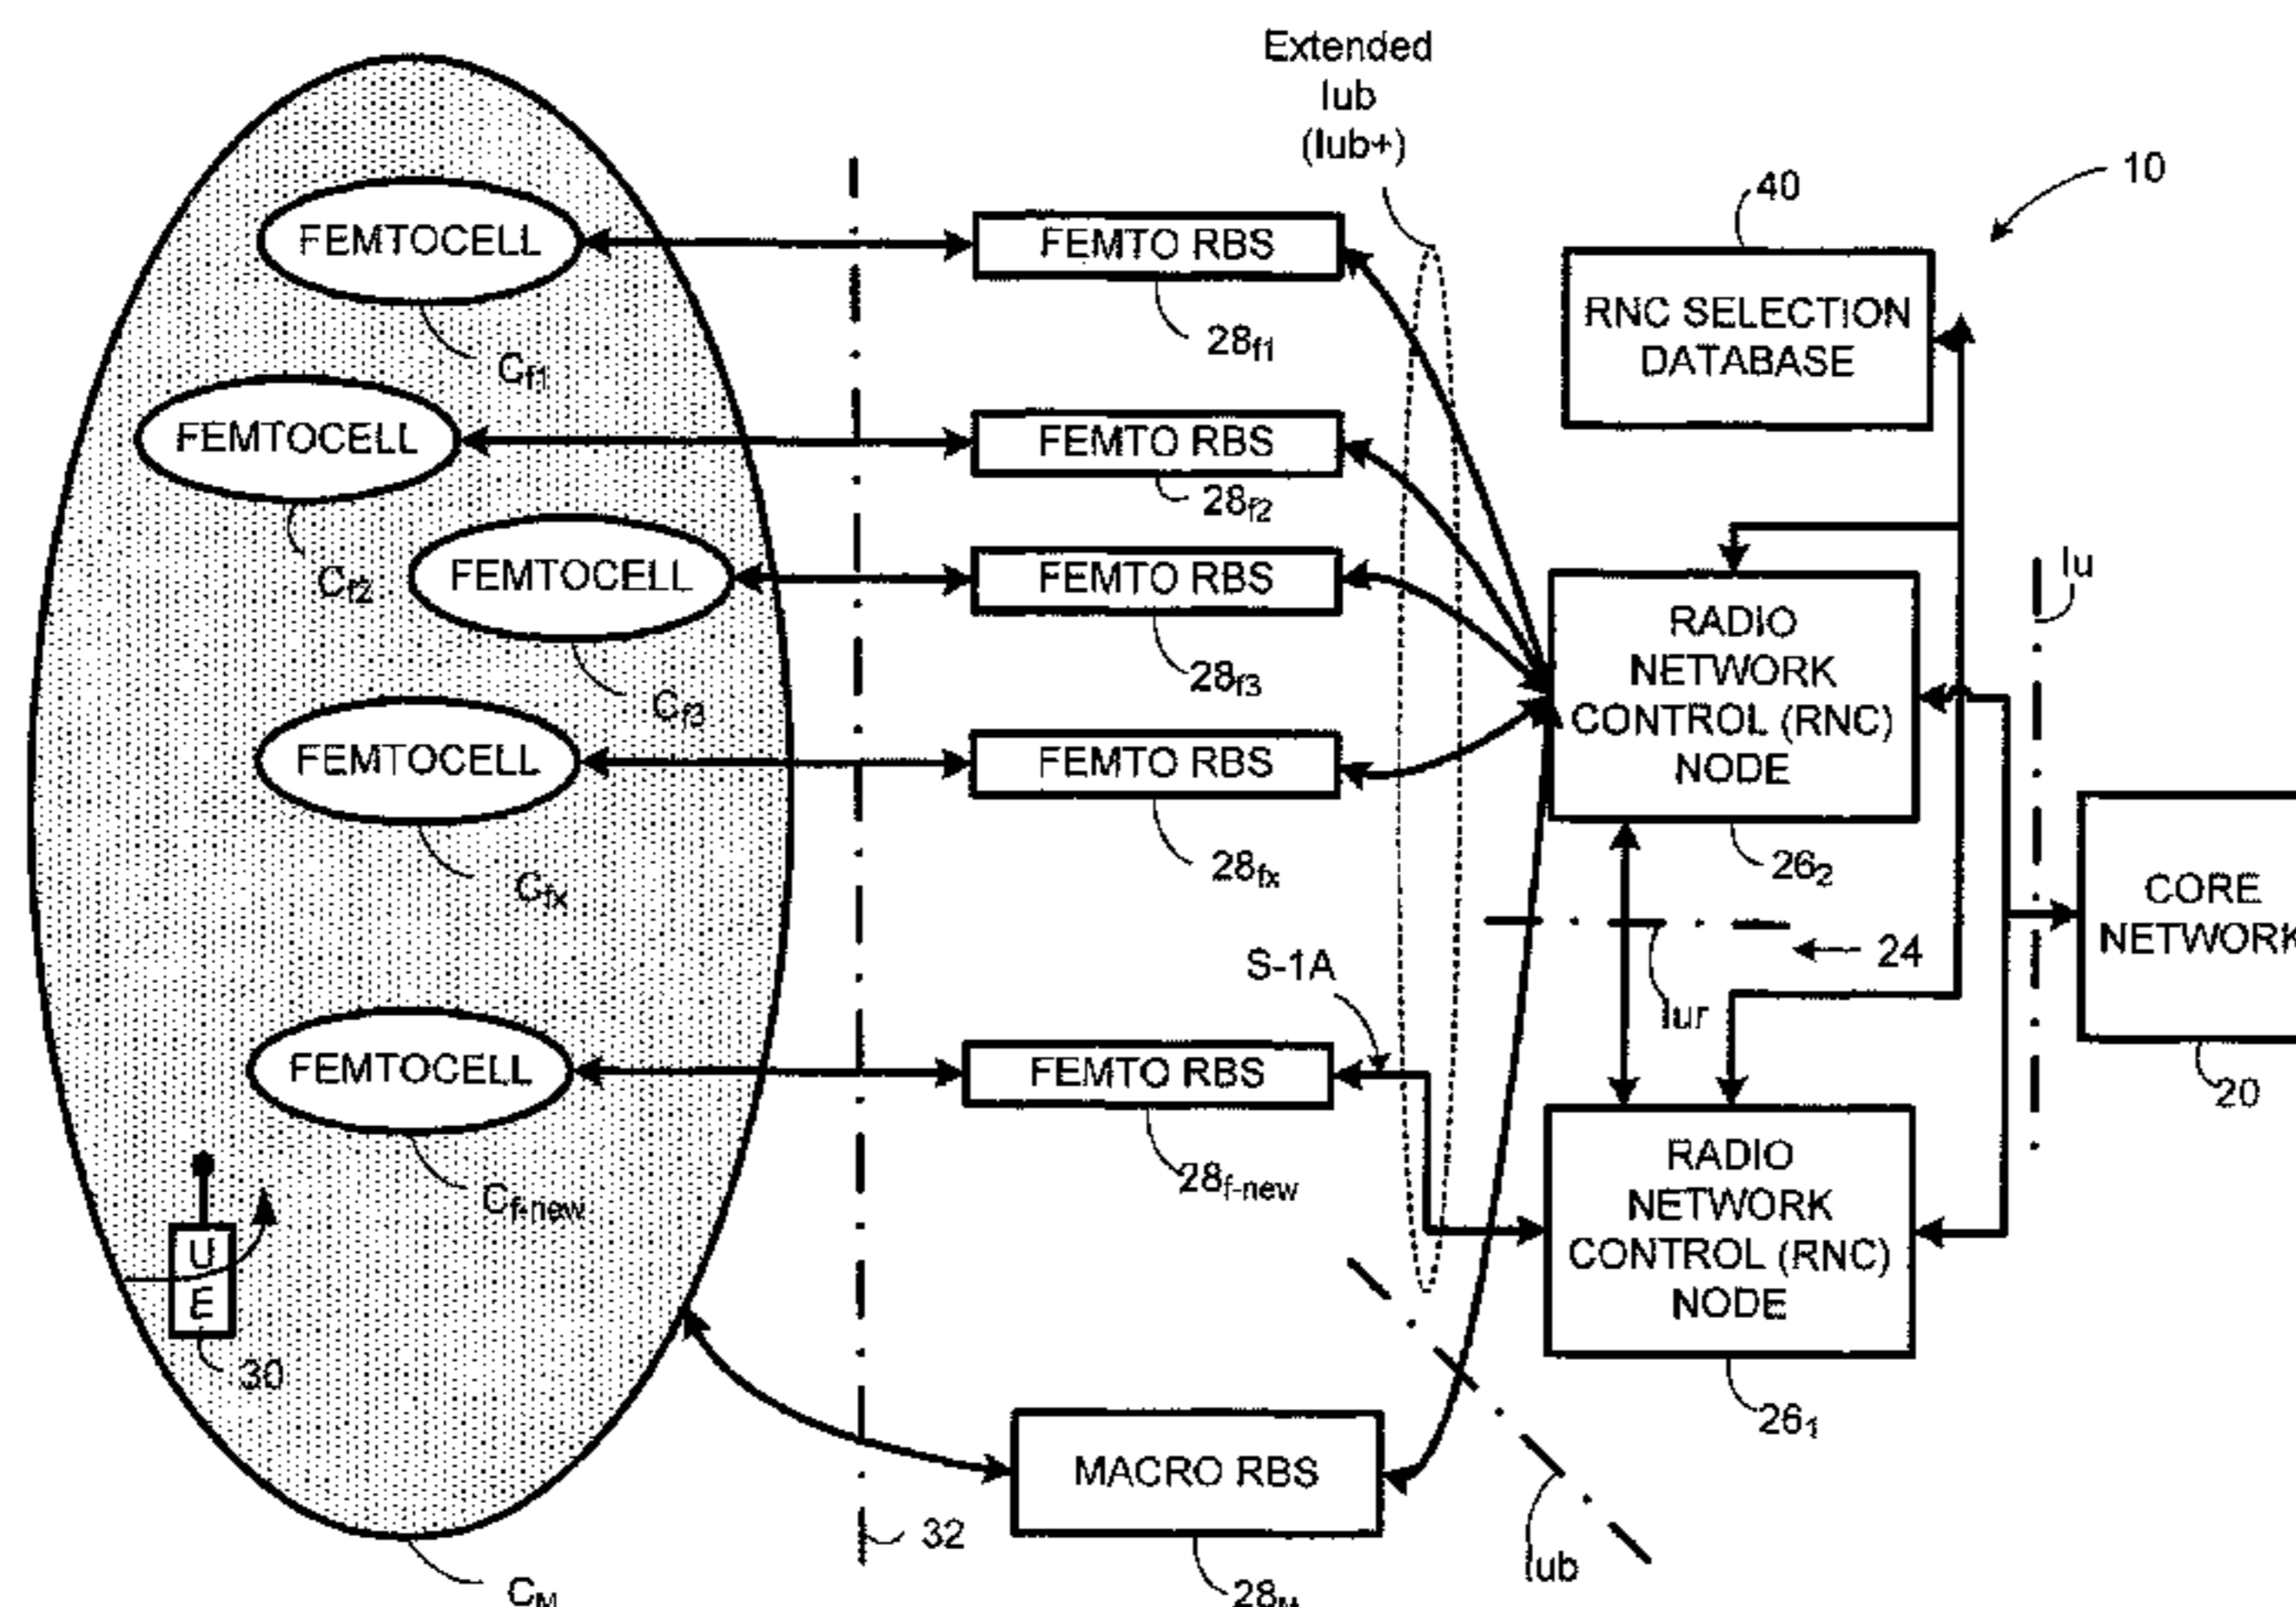 Extended
Iub
(Iub+)
10
40
FEMTOCELL
FEMTO RBS
RNC SELECTION
DATABASE
28f1
Cf1
FEMTOCELL
FEMTO RBS
28f2
Cf2
FEMTOCELL
FEMTO RBS
Iu
RADIO
NETWORK
CONTROL (RNC)
NODE
28f3
Cf3
FEMTOCELL
FEMTO RBS
28fx
Cfx
262
CORE
NETWORK
24
S-1A
Iur
FEMTOCELL
FEMTO RBS
20
28f-new
Cf-new
RADIO
NETWORK
CONTROL (RNC)
NODE
U
E
30
261
MACRO RBS
32
Iub
CM
28M